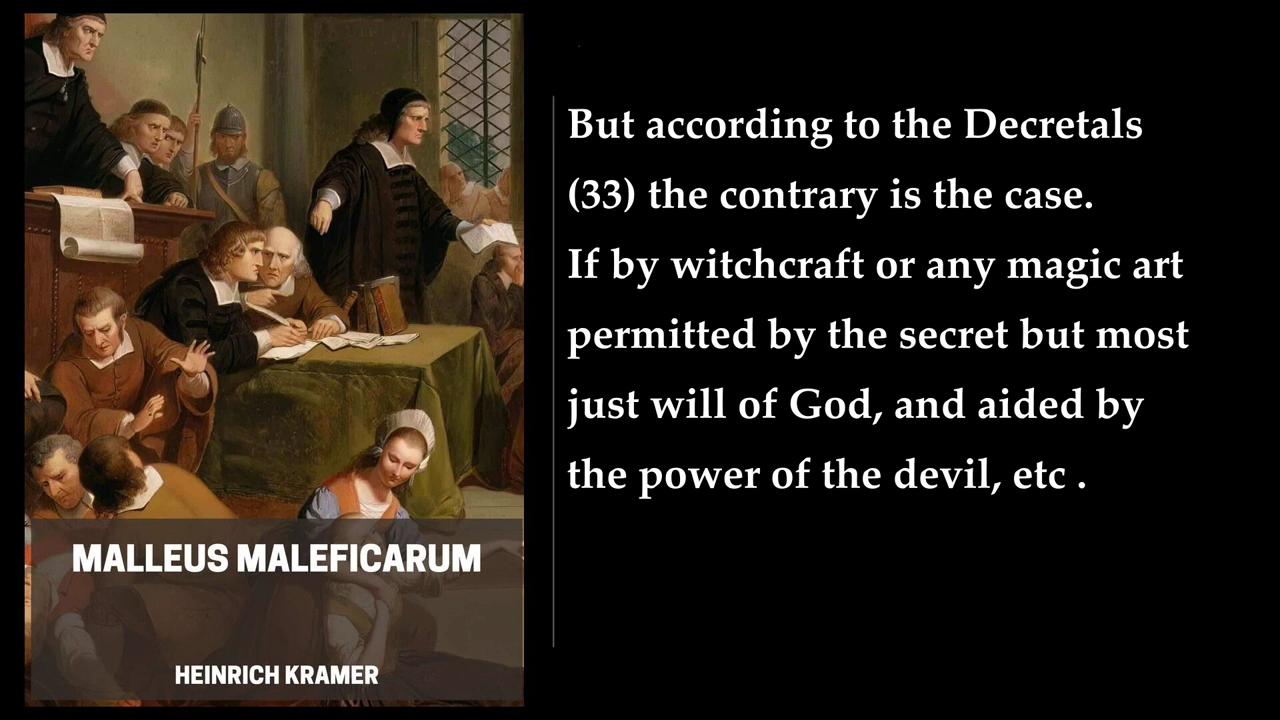 But according to the Decretals
(33) the contrary is the case.
If by witchcraft or any magic art
permitted by the secret but most
just will of God, and aided by
the power of the devil, etc .
MALLEUS MALEFICARUM
HEINRICH KRAMER